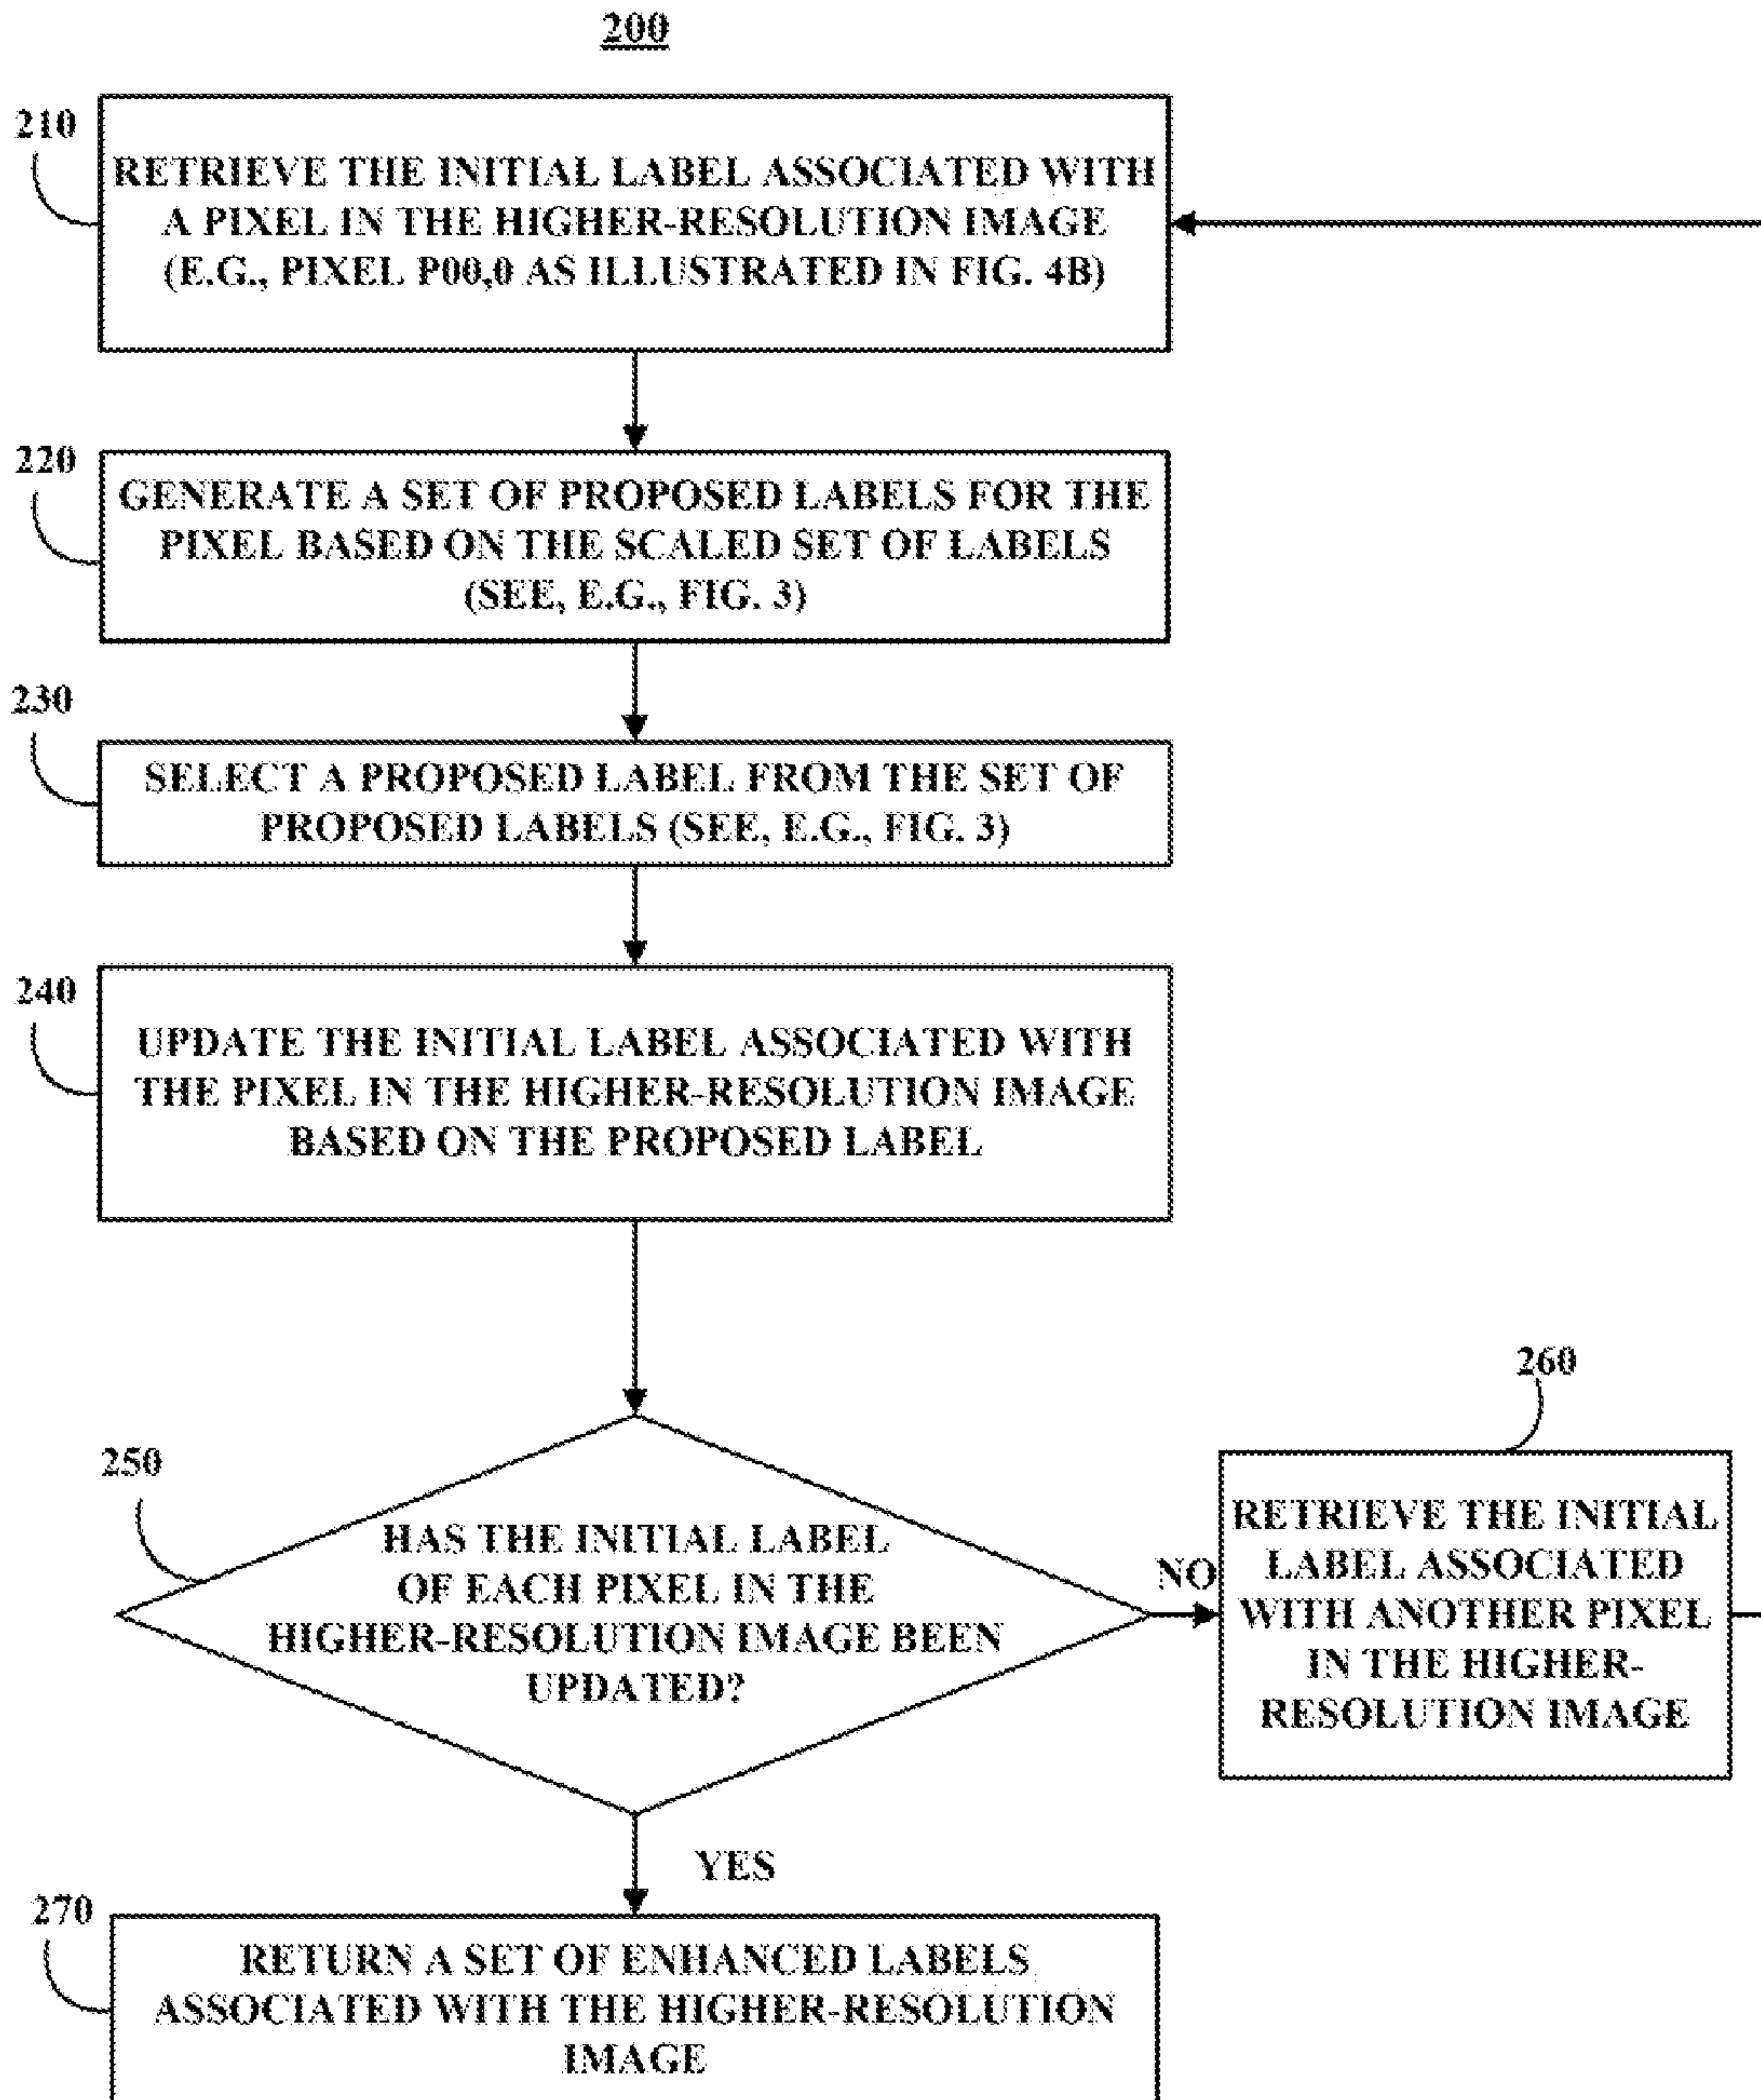 200
210
RETRIEVE THE INITIAL LABEL ASSOCIATED WITH
A PIXEL IN THE HIGHER-RESOLUTION IMAGE
(E.G., PIXEL P00,0 AS ILLUSTRATED IN FIG. 4B)
220
GENERATE A SET OF PROPOSED LABELS FOR THE
PIXEL BASED ON THE SCALED SET OF LABELS
(SEE, E.G., FIG. 3)
230
SELECT A PROPOSED LABEL FROM THE SET OF
PROPOSED LABELS (SEE, E.G., FIG. 3)
240
UPDATE THE INITIAL LABEL ASSOCIATED WITH
THE PIXEL IN THE HIGHER-RESOLUTION IMAGE
BASED ON THE PROPOSED LABEL
250
HAS THE INITIAL LABEL
OF EACH PIXEL IN THE
HIGHER-RESOLUTION IMAGE BEEN
UPDATED?
NO
260
RETRIEVE THE INITIAL
LABEL ASSOCIATED
WITH ANOTHER PIXEL
IN THE HIGHER-
RESOLUTION IMAGE
YES
270
RETURN A SET OF ENHANCED LABELS
ASSOCIATED WITH THE HIGHER-RESOLUTION
IMAGE